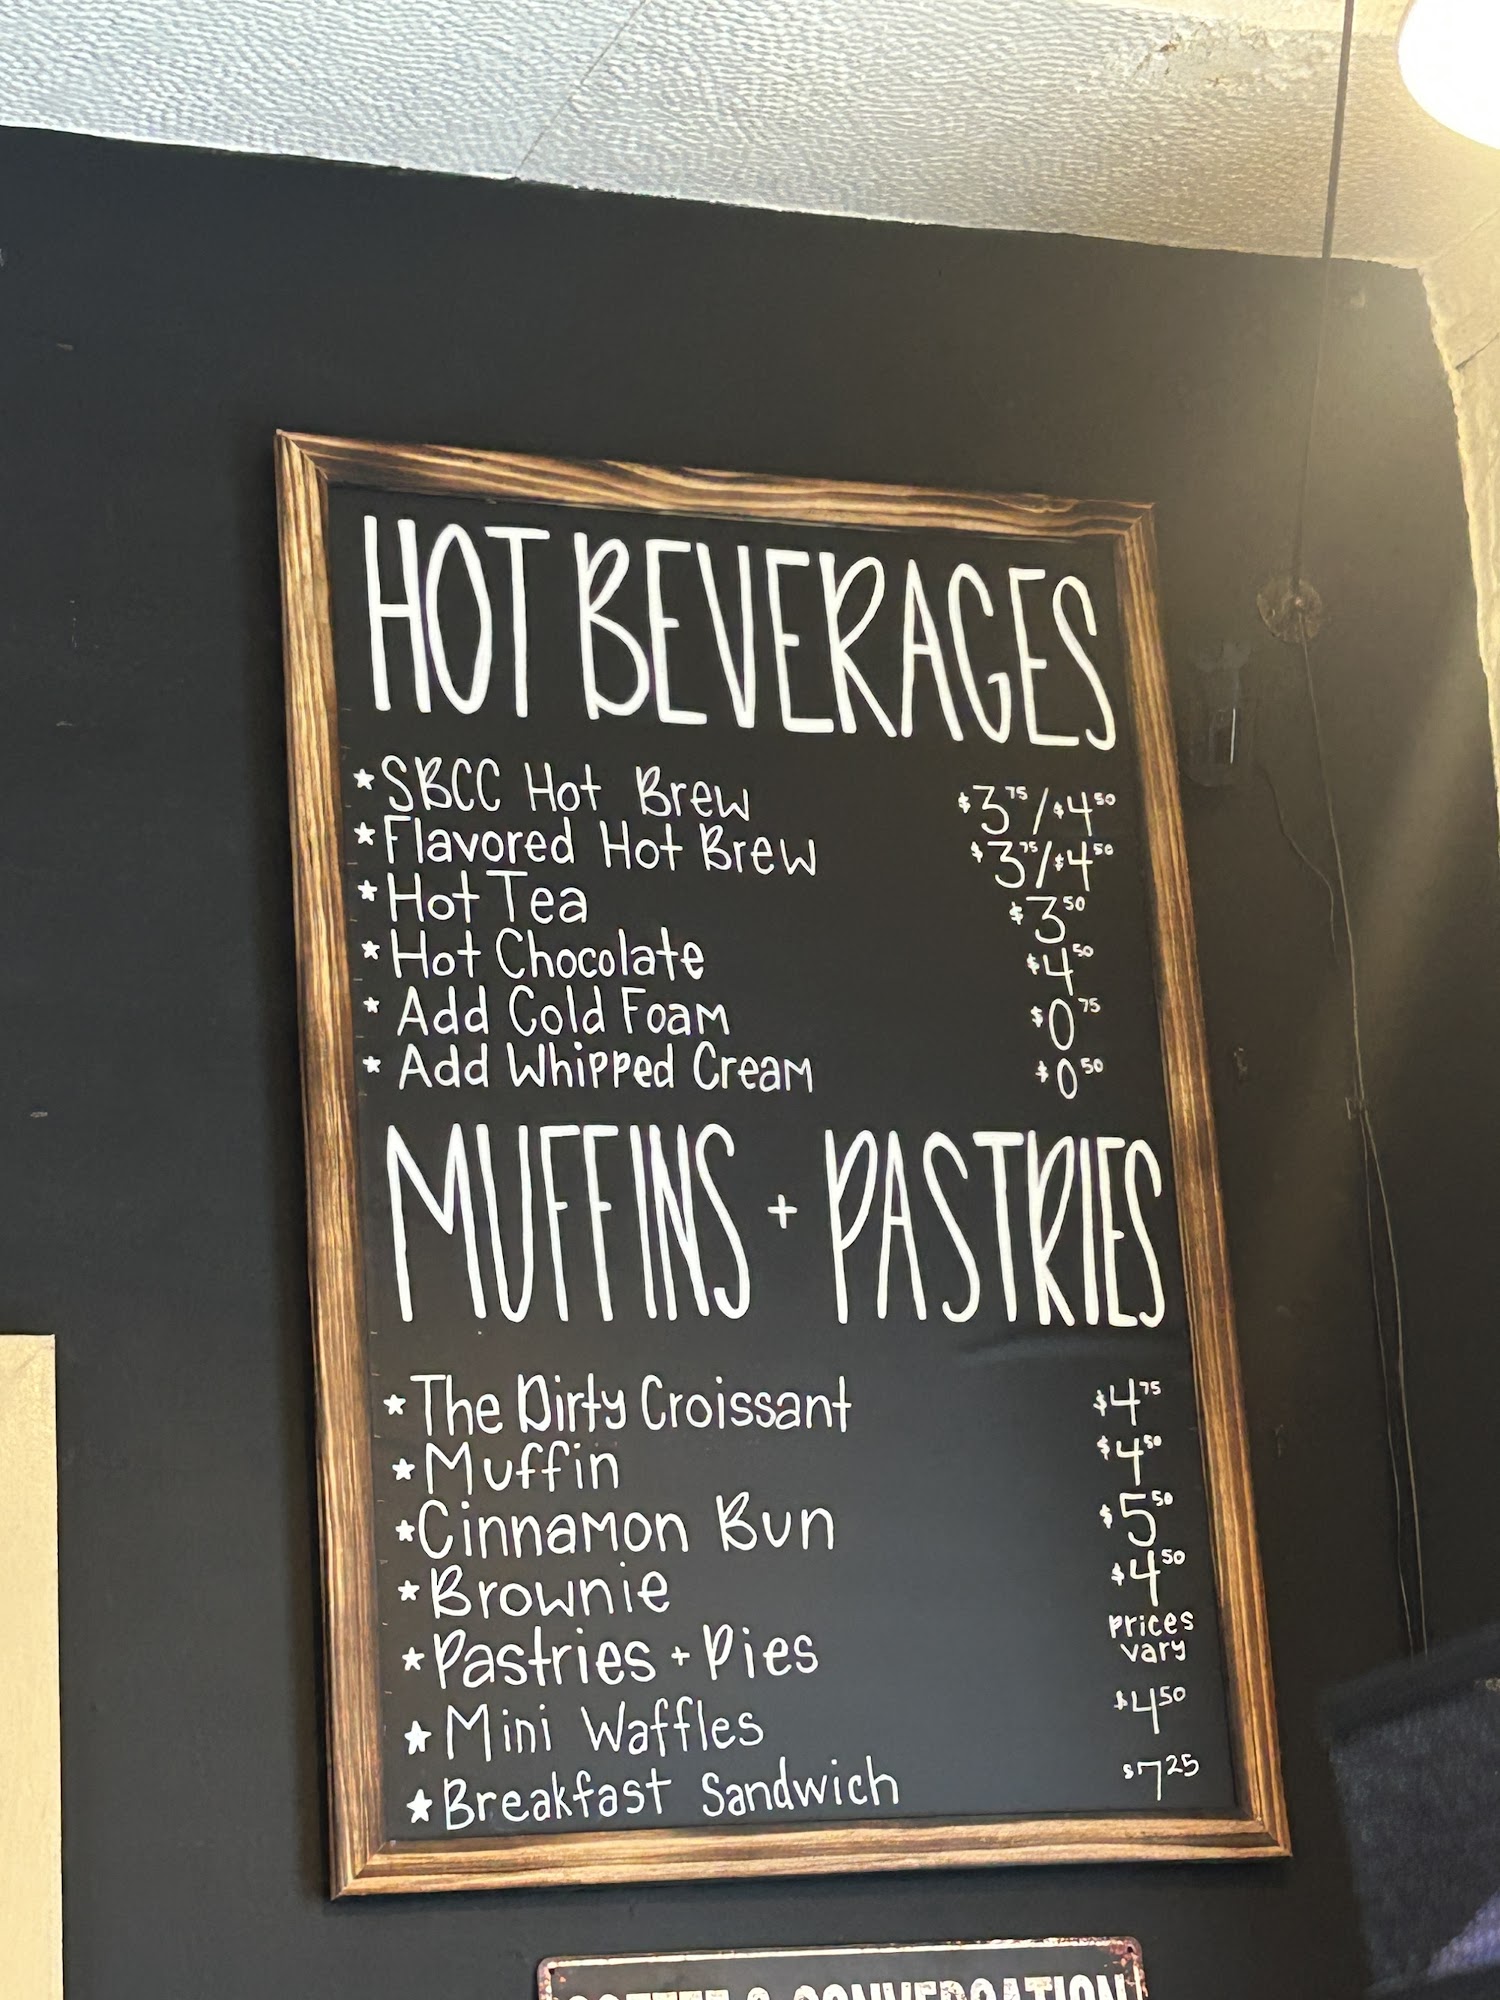 HOT BEVERAGES
*SBCC Hot Brew $3.75/$4.50
*Flavored Hot Brew $3.75/$4.50
*Hot Tea $3.50
*Hot Chocolate $4.50
*Add Cold Foam $0.75
*Add Whipped Cream $0.50
MUFFINS + PASTRIES
*The Dirty Croissant $4.75
*Muffin $4.50
*Cinnamon Bun $5.50
*Brownie $4.50
*Pastries + Pies prices vary
*Mini Waffles $4.50
*Breakfast Sandwich $7.25
& CONVERSATION